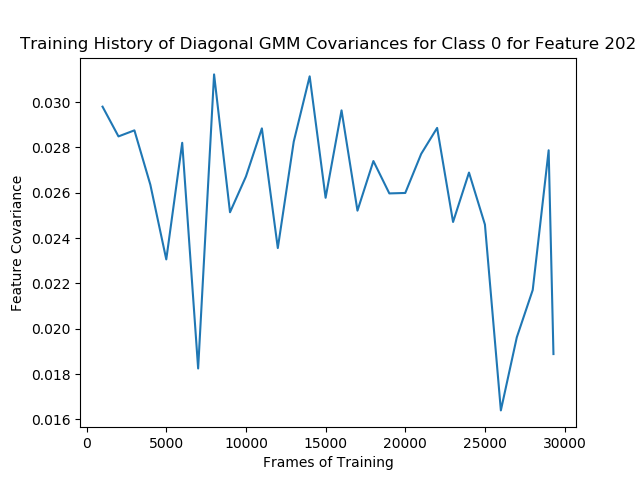 Training History of Diagonal GMM Covariances for Class 0 for Feature 202
0.030
0.028
0.026
0.024
0.022
0.020
0.018
0.016
Feature Covariance
0 5000 10000 15000 20000 25000 30000
Frames of Training